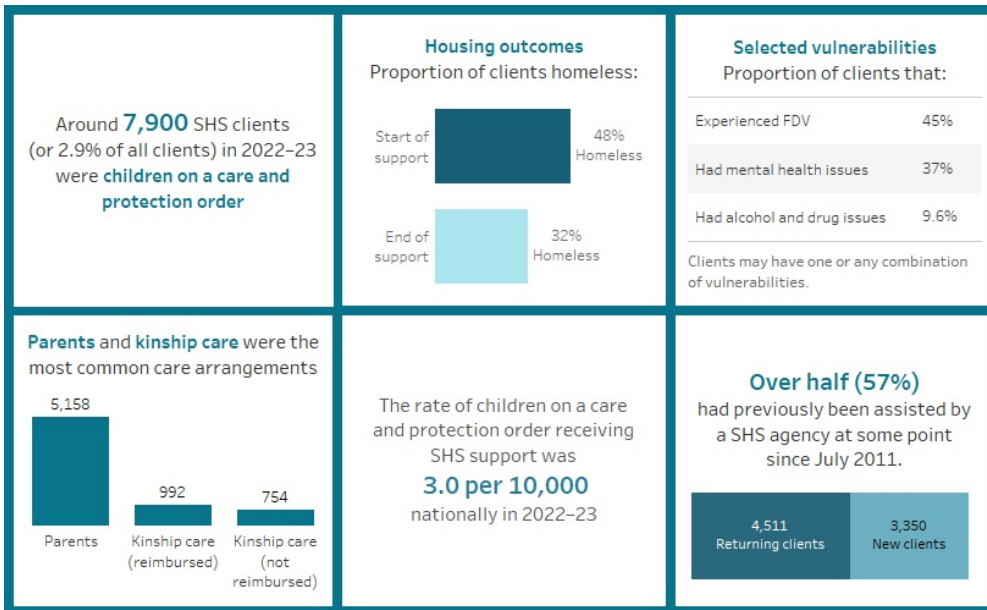 Around 7,900 SHS clients
(or 2.9% of all clients) in 2022–23
were children on a care and
protection order
Housing outcomes
Proportion of clients homeless:
Start of
support
48%
Homeless
End of
support
32%
Homeless
Selected vulnerabilities
Proportion of clients that:
Experienced FDV 45%
Had mental health issues 37%
Had alcohol and drug issues 9.6%
Clients may have one or any combination
of vulnerabilities.
Parents and kinship care were the
most common care arrangements
5,158
992
754
Parents
Kinship care
(reimbursed)
Kinship care
(not
reimbursed)
The rate of children on a care
and protection order receiving
SHS support was
3.0 per 10,000
nationally in 2022–23
Over half (57%)
had previously been assisted by
a SHS agency at some point
since July 2011.
4,511
Returning clients
3,350
New clients